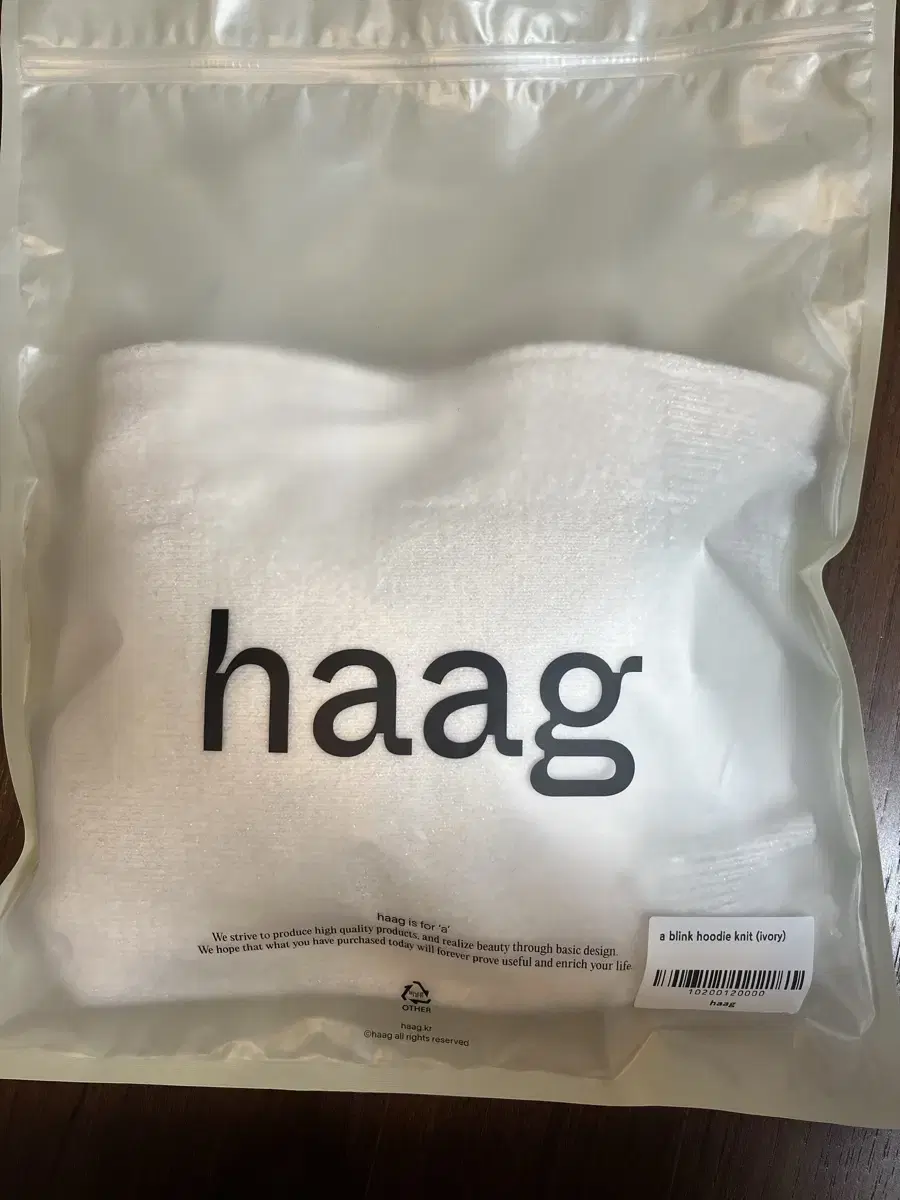 haag
haag is for 'a'
We strive to produce high quality products, and realize beauty through basic design.
We hope that what you have purchased today will forever prove useful and enrich your life
OTHER
haag.kr
©haag all rights reserved
a blink hoodie knit (ivory)
10200120000
haag